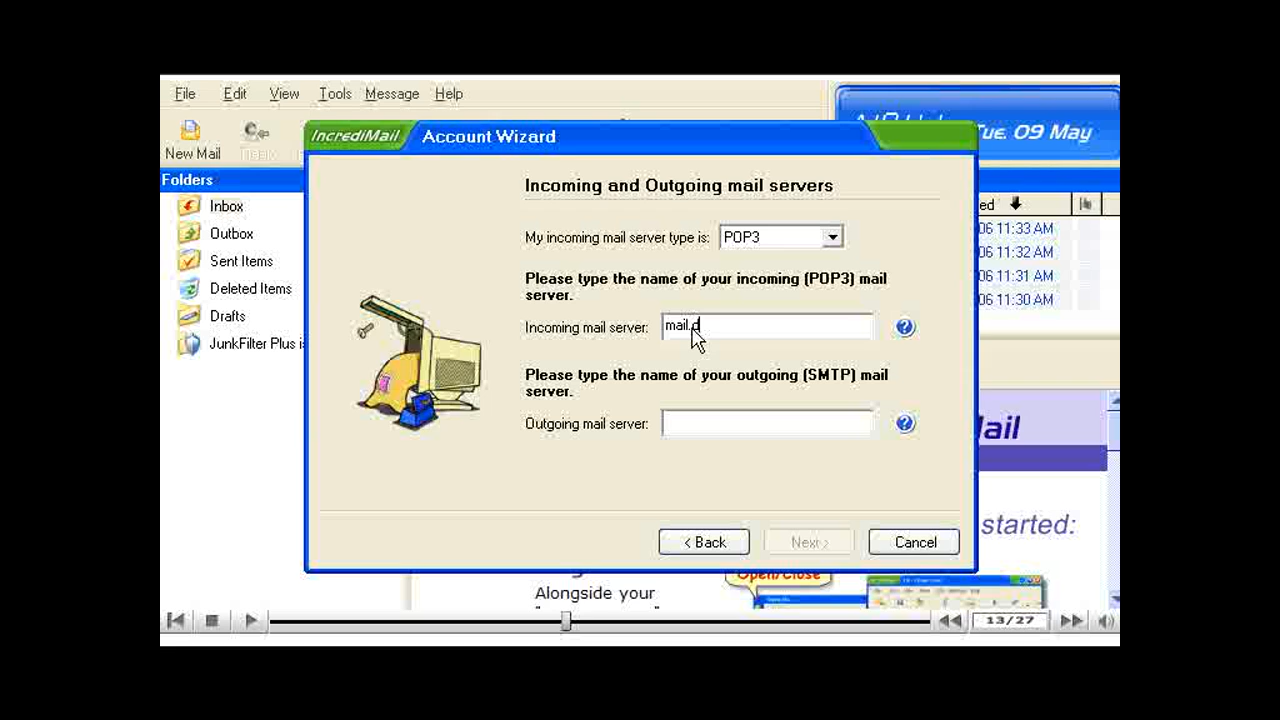 File Edit View Tools Message Help
Tue. 09 May
New Mail
IncrediMail Account Wizard
Folders
Inbox
Outbox
Sent Items
Deleted Items
Drafts
JunkFilter Plus is
ed
06 11:33 AM
06 11:32 AM
06 11:31 AM
06 11:30 AM
Incoming and Outgoing mail servers
My incoming mail server type is: POP3
Please type the name of your incoming (POP3) mail
server.
Incoming mail server: mail.d
Please type the name of your outgoing (SMTP) mail
server.
Outgoing mail server:
< Back Next > Cancel
Mail
started:
Open/Close
Alongside your
13/27